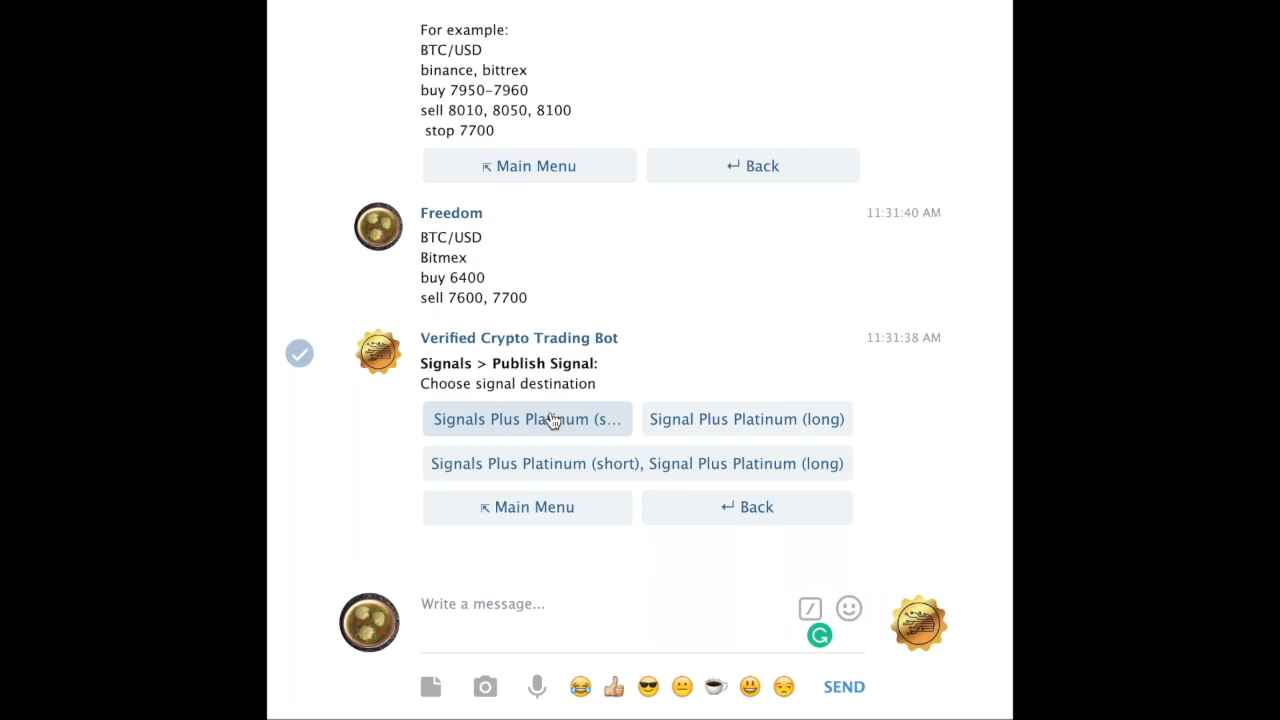 For example:
BTC/USD
binance, bittrex
buy 7950-7960
sell 8010, 8050, 8100
stop 7700
Main Menu
Back
Freedom
11:31:40 AM
BTC/USD
Bitmex
buy 6400
sell 7600, 7700
Verified Crypto Trading Bot
11:31:38 AM
Signals > Publish Signal:
Choose signal destination
Signals Plus Platinum (s...
Signal Plus Platinum (long)
Signals Plus Platinum (short), Signal Plus Platinum (long)
Main Menu
Back
Write a message...
SEND